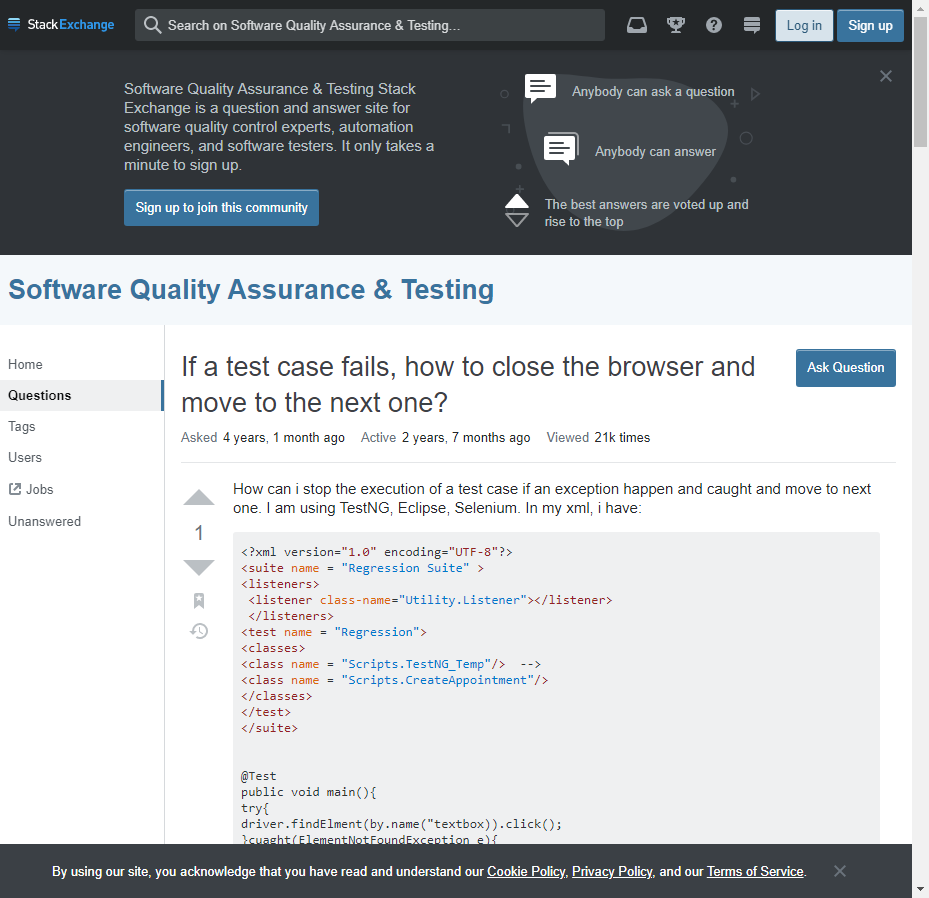 StackExchange
Search on Software Quality Assurance & Testing...
Log in
Sign up
Software Quality Assurance & Testing Stack
Exchange is a question and answer site for
software quality control experts, automation
engineers, and software testers. It only takes a
minute to sign up.
Sign up to join this community
Anybody can ask a question
Anybody can answer
The best answers are voted up and
rise to the top
Software Quality Assurance & Testing
Home
Questions
Tags
Users
Jobs
Unanswered
If a test case fails, how to close the browser and
move to the next one?
Ask Question
Asked 4 years, 1 month ago Active 2 years, 7 months ago Viewed 21k times
1
How can i stop the execution of a test case if an exception happen and caught and move to next
one. I am using TestNG, Eclipse, Selenium. In my xml, i have:
<?xml version="1.0" encoding="UTF-8"?>
<suite name = "Regression Suite" >
<listeners>
<listener class-name="Utility.Listener"></listener>
</listeners>
<test name = "Regression">
<classes>
<class name = "Scripts.TestNG_Temp"/> -->
<class name = "Scripts.CreateAppointment"/>
</classes>
</test>
</suite>
@Test
public void main(){
try{
driver.findElment(by.name("textbox)).click();
}cuaght(ElementNotFoundException e){
By using our site, you acknowledge that you have read and understand our Cookie Policy, Privacy Policy, and our Terms of Service.